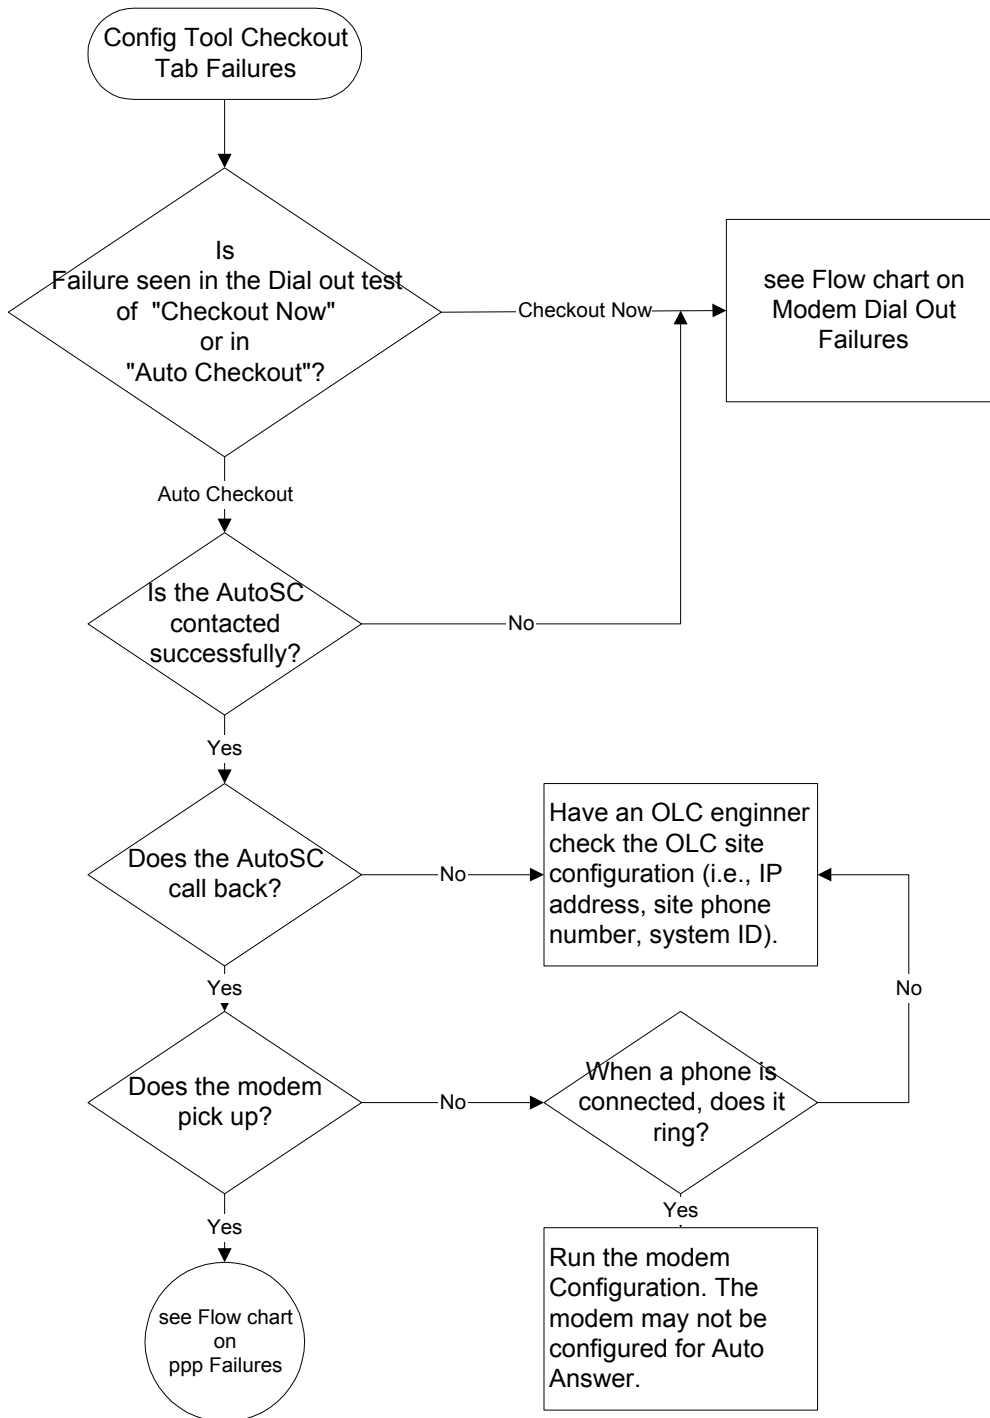 Config Tool Checkout
Tab Failures
Is
Failure seen in the Dial out test
of "Checkout Now"
or in
"Auto Checkout"?
Checkout Now
see Flow chart on
Modem Dial Out
Failures
Auto Checkout
Is the AutoSC
contacted
successfully?
No
Yes
Does the AutoSC
call back?
No
Have an OLC enginner
check the OLC site
configuration (i.e., IP
address, site phone
number, system ID).
Yes
No
Does the modem
pick up?
No
When a phone is
connected, does it
ring?
Yes
Yes
see Flow chart
on
ppp Failures
Run the modem
Configuration. The
modem may not be
configured for Auto
Answer.